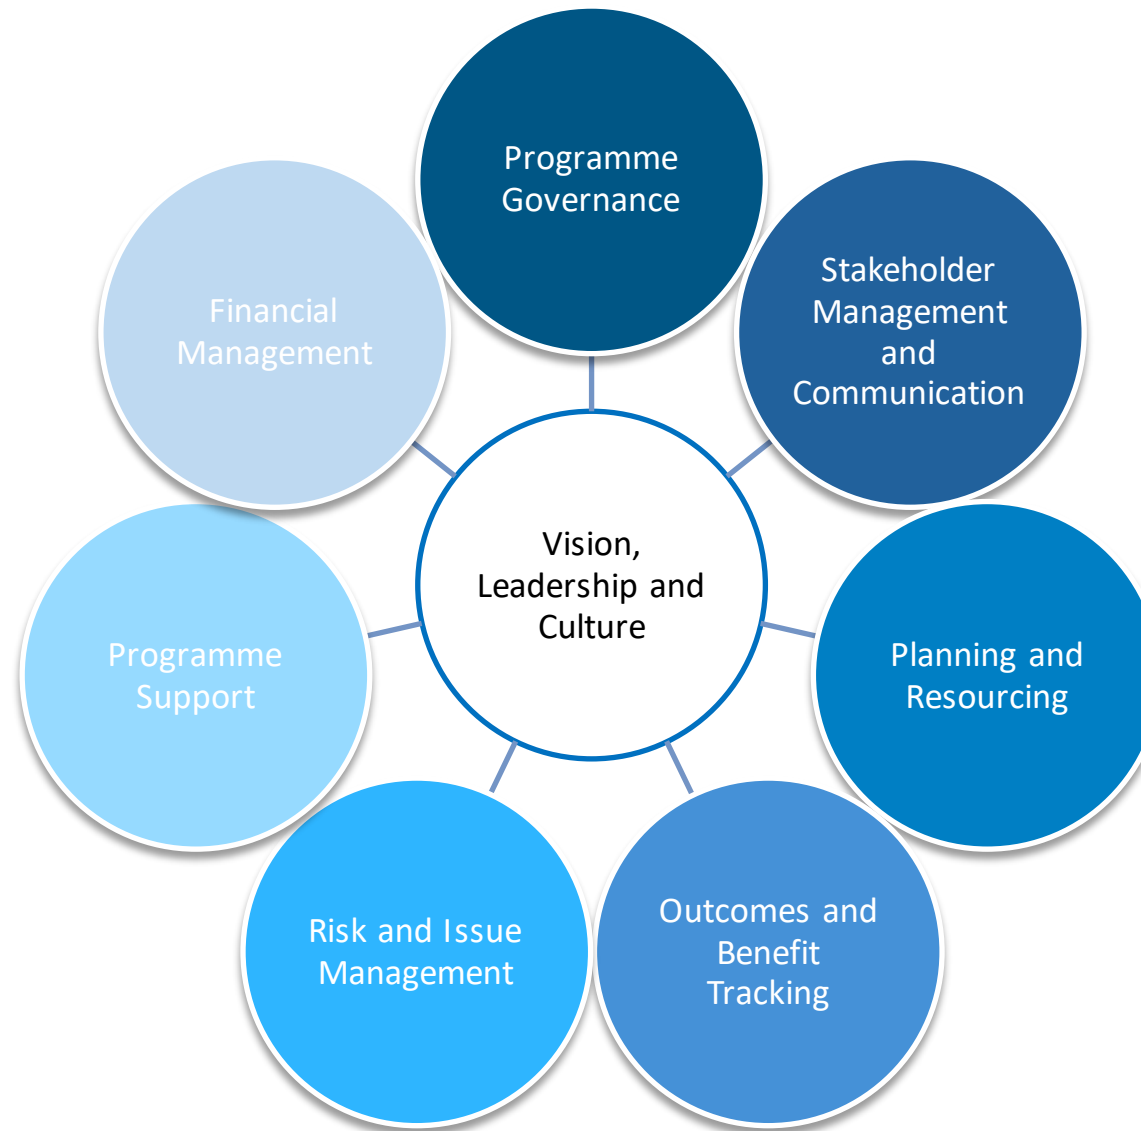 Programme
Governance
Stakeholder
Management
and
Communication
Planning and
Resourcing
Outcomes and
Benefit
Tracking
Risk and Issue
Management
Programme
Support
Financial
Management
Vision,
Leadership and
Culture